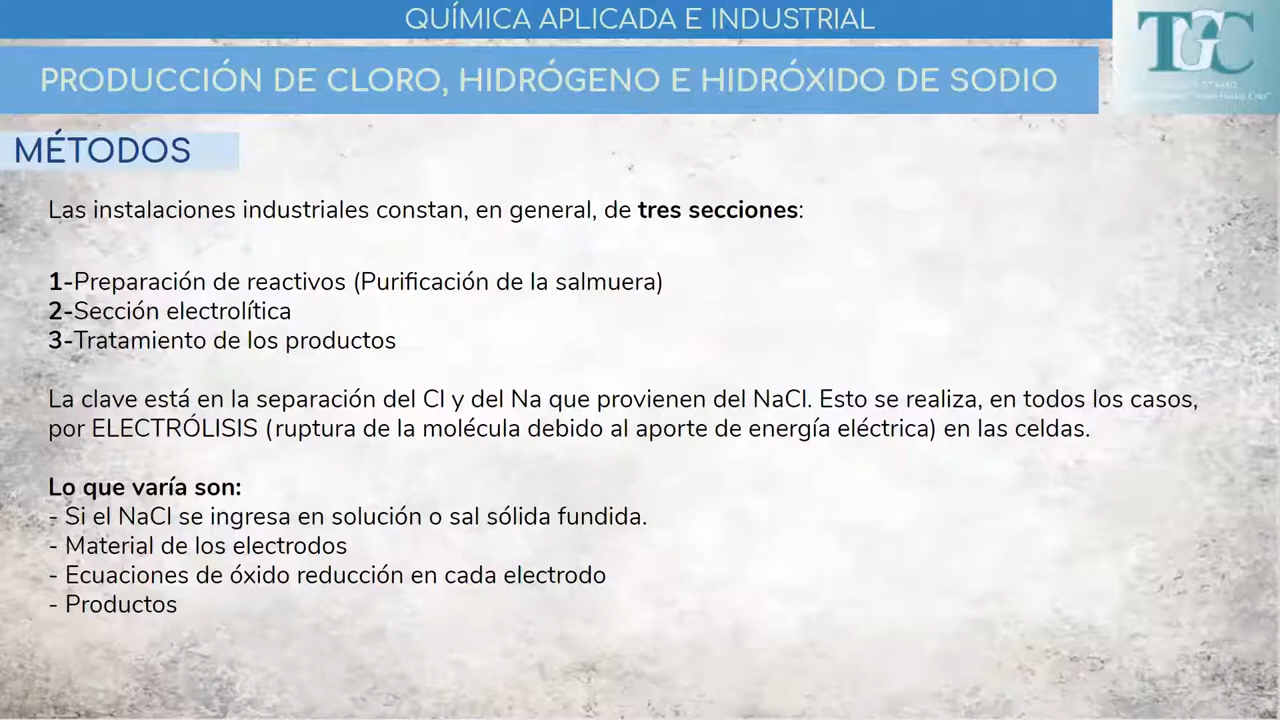 QUÍMICA APLICADA E INDUSTRIAL
TGC
PRODUCCIÓN DE CLORO, HIDRÓGENO E HIDRÓXIDO DE SODIO
MÉTODOS
Las instalaciones industriales constan, en general, de tres secciones:
1-Preparación de reactivos (Purificación de la salmuera)
2-Sección electrolítica
3-Tratamiento de los productos
La clave está en la separación del Cl y del Na que provienen del NaCl. Esto se realiza, en todos los casos,
por ELECTRÓLISIS (ruptura de la molécula debido al aporte de energía eléctrica) en las celdas.
Lo que varía son:
- Si el NaCl se ingresa en solución o sal sólida fundida.
- Material de los electrodos
- Ecuaciones de óxido reducción en cada electrodo
- Productos